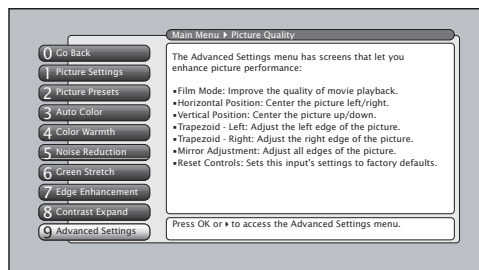 Main Menu ▸ Picture Quality
0 Go Back
1 Picture Settings
2 Picture Presets
3 Auto Color
4 Color Warmth
5 Noise Reduction
6 Green Stretch
7 Edge Enhancement
8 Contrast Expand
9 Advanced Settings
The Advanced Settings menu has screens that let you
enhance picture performance:
▪Film Mode: Improve the quality of movie playback.
▪Horizontal Position: Center the picture left/right.
▪Vertical Position: Center the picture up/down.
▪Trapezoid - Left: Adjust the left edge of the picture.
▪Trapezoid - Right: Adjust the right edge of the picture.
▪Mirror Adjustment: Adjust all edges of the picture.
▪Reset Controls: Sets this input's settings to factory defaults.
Press OK or ▸ to access the Advanced Settings menu.